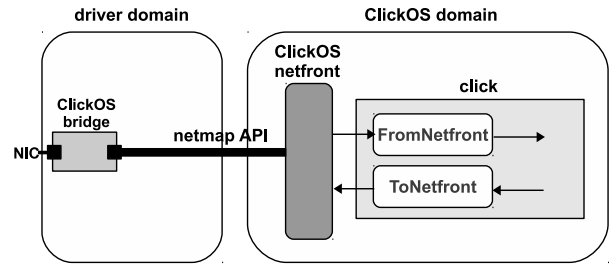 driver domain
ClickOS domain
ClickOS
netfront
ClickOS
bridge
click
NIC
netmap API
FromNetfront
ToNetfront